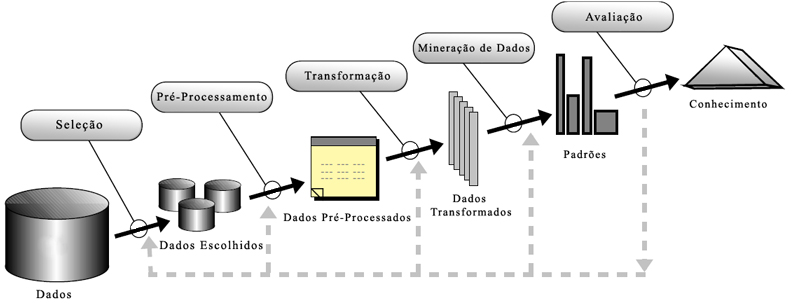 Avaliação
Mineração de Dados
Transformação
Pré-Processamento
Seleção
Conhecimento
Padrões
Dados
Transformados
Dados Pré-Processados
Dados Escolhidos
Dados